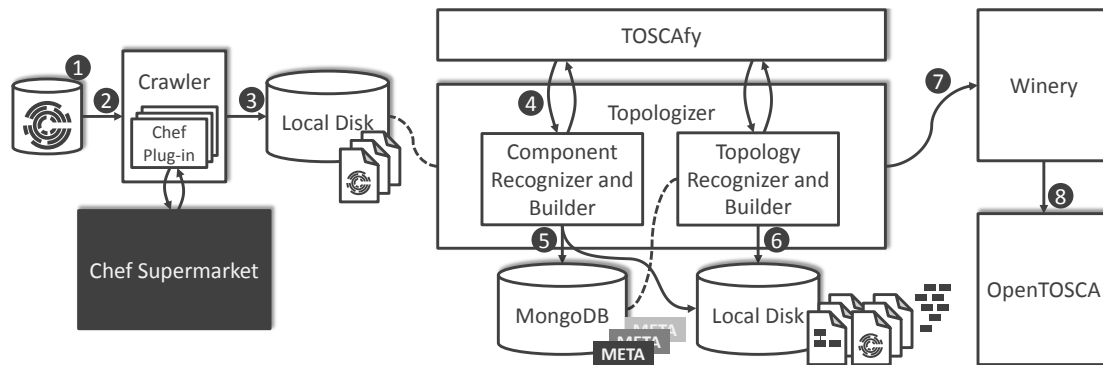 1
2
Crawler
Chef
Plug-in
3
Local Disk
Chef Supermarket
TOSCAfy
4
Topologizer
Component
Recognizer and
Builder
Topology
Recognizer and
Builder
5
6
MongoDB
META
META
META
Local Disk
7
Winery
8
OpenTOSCA